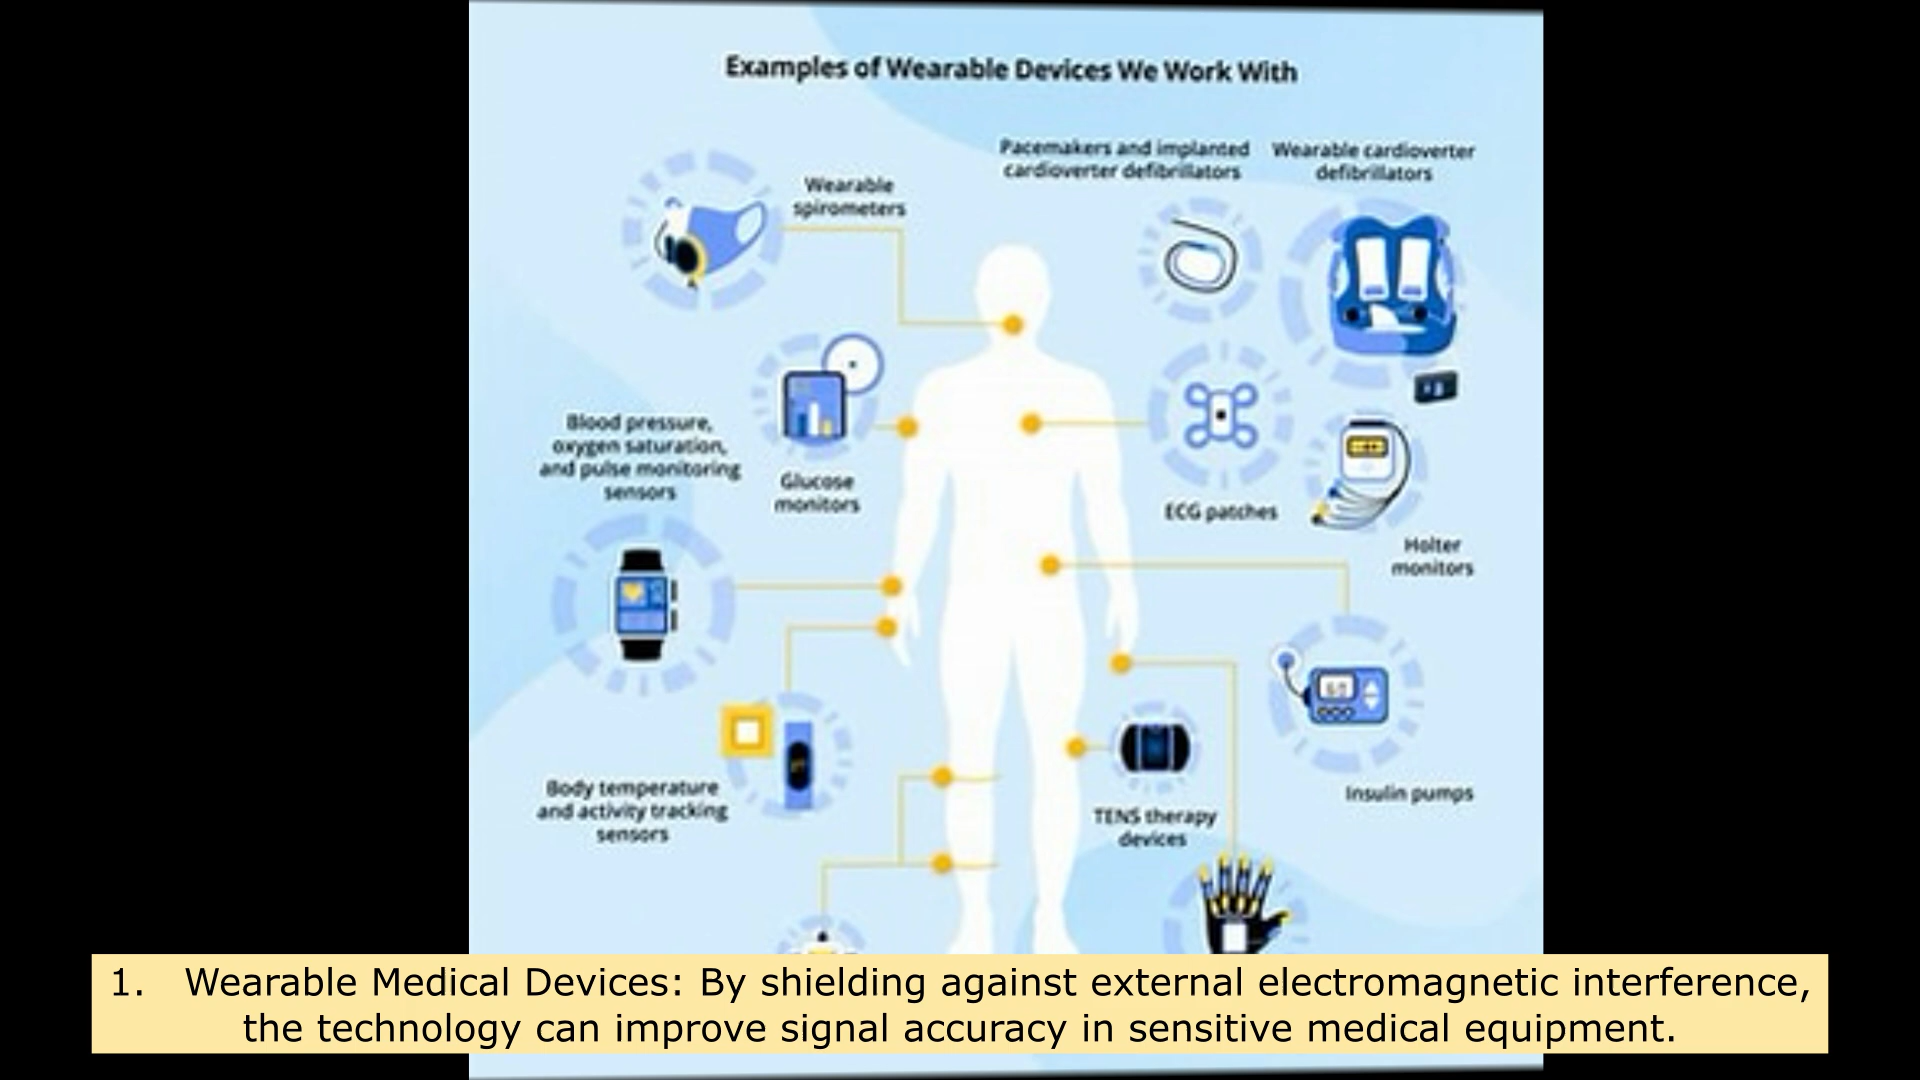 Examples of Wearable Devices We Work With
Pacemakers and implanted
cardioverter defibrillators
Wearable cardioverter
defibrillators
Wearable
spirometers
Blood pressure,
oxygen saturation,
and pulse monitoring
sensors
Glucose
monitors
ECG patches
Holter
monitors
Body temperature
and activity tracking
sensors
TENS therapy
devices
Insulin pumps
1. Wearable Medical Devices: By shielding against external electromagnetic interference,
the technology can improve signal accuracy in sensitive medical equipment.